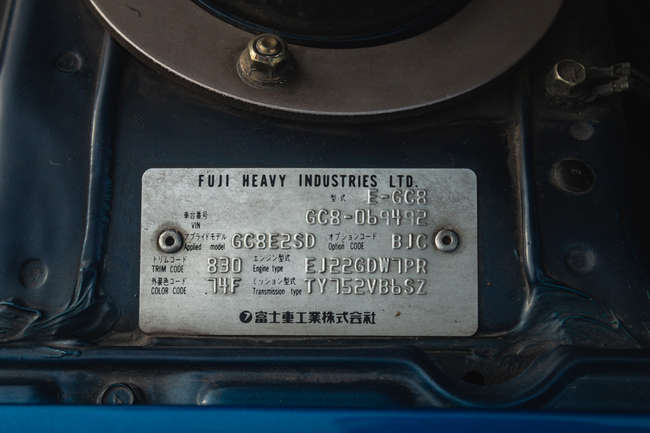 FUJI HEAVY INDUSTRIES LTD.
型式 E-GC8
車台番号 VIN GC8-069492
アプライドモデル Applied model GC8E2SD オプションコード Option CODE BJC
トリムコード TRIM CODE 830 エンジン型式 Engine type EJ22GDW7PR
外装色コード COLOR CODE 74F ミッション型式 Transmission type TY752VB6SZ
富士重工業株式会社